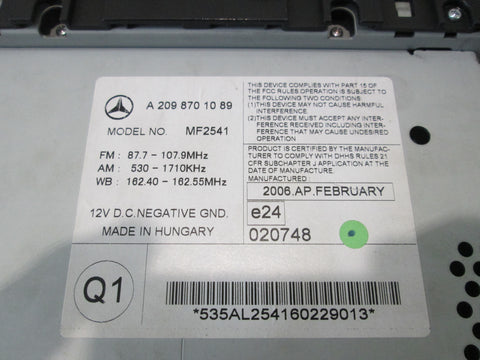 A 209 870 10 89
MODEL NO. MF2541
FM : 87.7 - 107.9MHz
AM : 530 - 1710KHz
WB : 162.40 - 162.55MHz
12V D.C.NEGATIVE GND.
MADE IN HUNGARY
THIS DEVICE COMPLIES WITH PART 15 OF
THE FCC RULES OPERATION IS SUBJECT TO THE
FOLLOWING TWO CONDITIONS:
(1)THIS DEVICE MAY NOT CAUSE HARMFUL
INTERFERENCE.
(2)THIS DEVICE MUST ACCEPT ANY INTER-
FERENCE RECEIVED INCLUDING INTERFER-
ENCE THAT MAY CAUSE UNDESIRED
OPERATION
PRODUCT IS CERTIFIED BY THE MANUFACTURER
TO COMPLY WITH DHHS RULES 21
CFR SUBCHAPTER J APPLICATION AT THE
DATE OF MANUFACTURE.
MANUFACTURED:
2006.AP.FEBRUARY
e24
020748
Q1
*535AL254160229013*